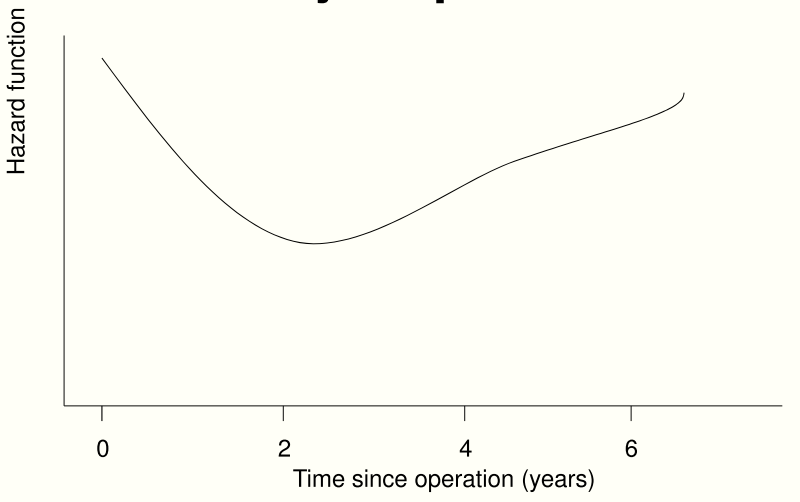 Hazard function
0 2 4 6
Time since operation (years)